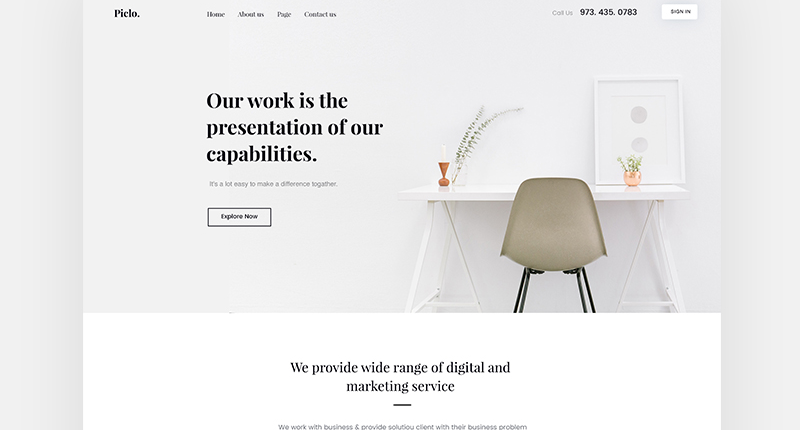 Piclo.
Home About us Page Contact us
Call Us 973. 435. 0783
SIGN IN
Our work is the
presentation of our
capabilities.
It's a lot easy to make a difference togather.
Explore Now
We provide wide range of digital and
marketing service
We work with business & provide solutiou client with their business problem